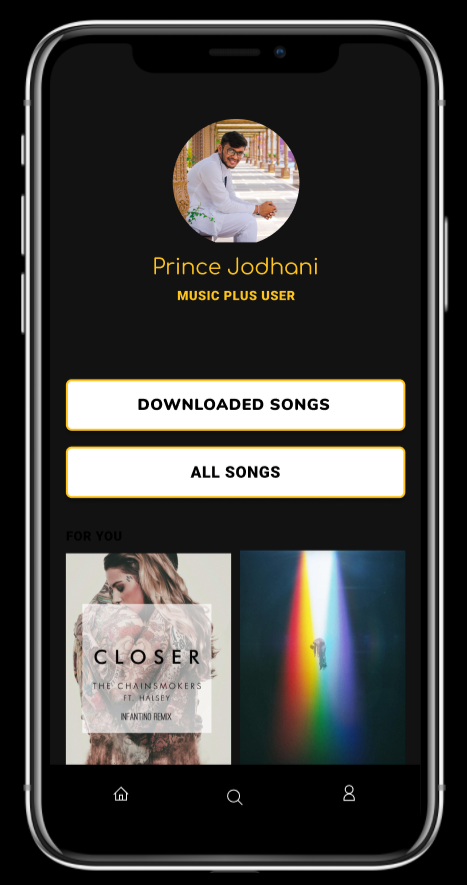 Prince Jodhani
MUSIC PLUS USER
DOWNLOADED SONGS
ALL SONGS
FOR YOU
CLOSER
THE CHAINSMOKERS
FT. HALSEY
INFANTINO REMIX